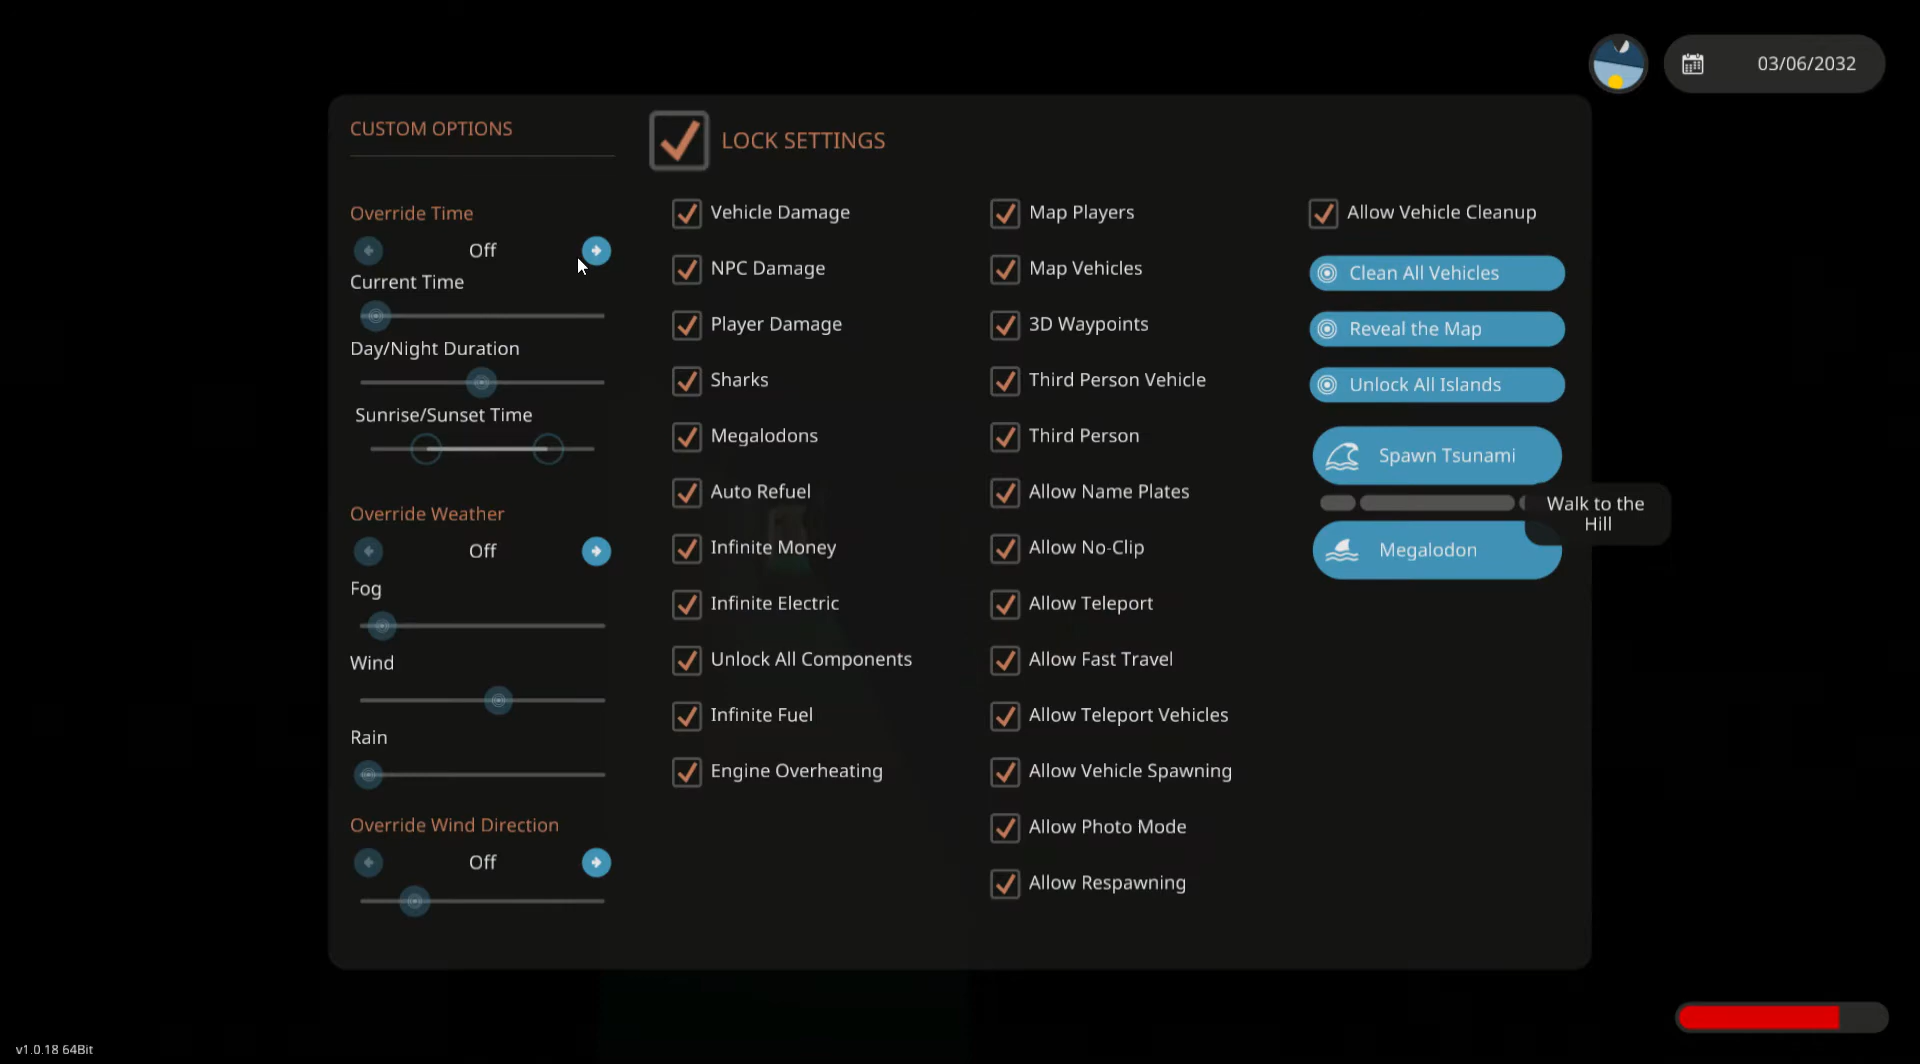 03/06/2032
CUSTOM OPTIONS
LOCK SETTINGS
Override Time
Off
Current Time
Day/Night Duration
Sunrise/Sunset Time
Override Weather
Off
Fog
Wind
Rain
Override Wind Direction
Off
Vehicle Damage
NPC Damage
Player Damage
Sharks
Megalodons
Auto Refuel
Infinite Money
Infinite Electric
Unlock All Components
Infinite Fuel
Engine Overheating
Map Players
Map Vehicles
3D Waypoints
Third Person Vehicle
Third Person
Allow Name Plates
Allow No-Clip
Allow Teleport
Allow Fast Travel
Allow Teleport Vehicles
Allow Vehicle Spawning
Allow Photo Mode
Allow Respawning
Allow Vehicle Cleanup
Clean All Vehicles
Reveal the Map
Unlock All Islands
Spawn Tsunami
Walk to the
Hill
Megalodon
v1.0.18 64Bit